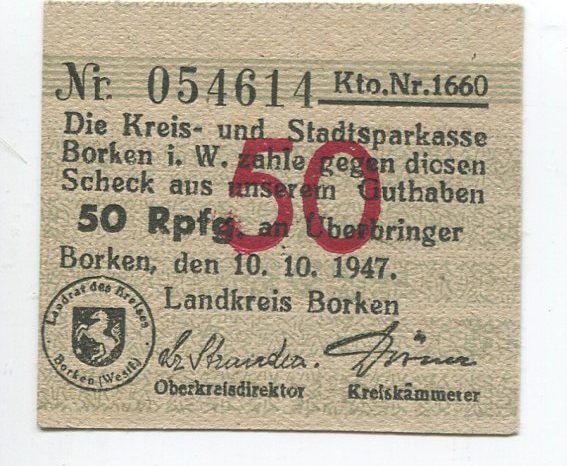 Nr. 054614 Kto.Nr.1660
Die Kreis- und Stadtsparkasse
Borken i. W. zahle gegen diesen
Scheck aus unserem Guthaben
50 Rpfg. an Überbringer
50
Borken, den 10. 10. 1947.
Landkreis Borken
Landrat des Kreises
Borken (Westf)
Oberkreisdirektor Kreiskämmerer